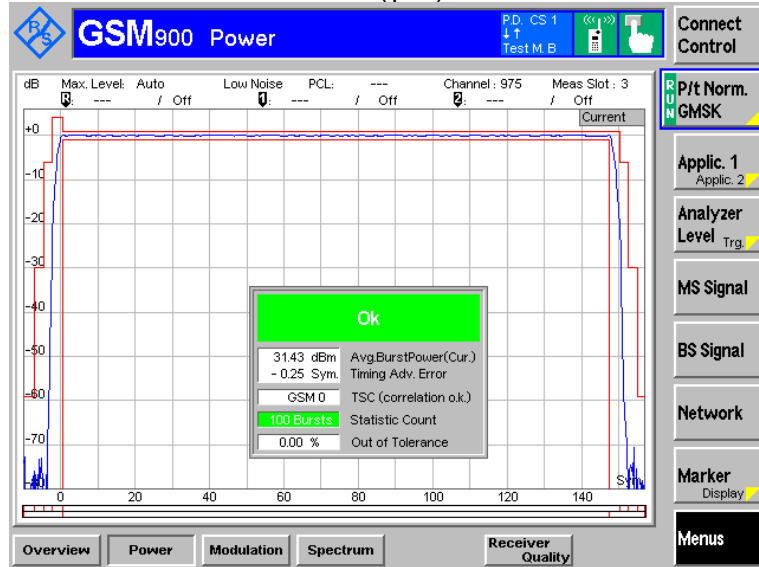 R&S
GSM900 Power
P.D. CS 1
Test M. B
Connect
Control
dB Max. Level: Auto Low Noise PCL: --- Channel : 975 Meas Slot : 3
R: --- / Off 1: --- / Off 2: --- / Off
Current
RUN
P/t Norm.
GMSK
+0
-10
-20
-30
-40
-50
-60
-70
0 20 40 60 80 100 120 140
Ok
31.43 dBm Avg.BurstPower(Cur.)
- 0.25 Sym. Timing Adv. Error
GSM 0 TSC (correlation o.k.)
100 Bursts Statistic Count
0.00 % Out of Tolerance
Applic. 1
Applic. 2
Analyzer
Level Trg.
MS Signal
BS Signal
Network
Marker
Display
Menus
Overview Power Modulation Spectrum Receiver
Quality